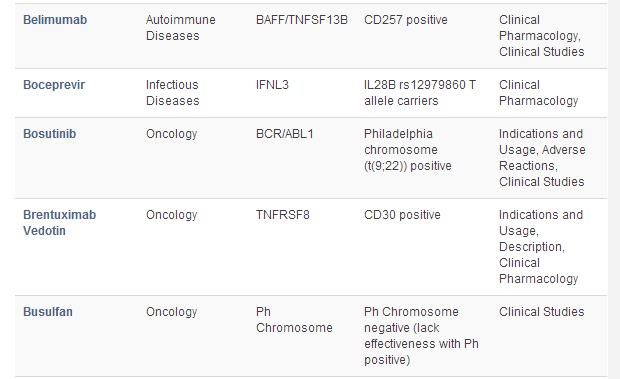 Belimumab Autoimmune BAFF/TNFSF13B CD257 positive Clinical
Diseases Pharmacology,
Clinical Studies
Boceprevir Infectious IFNL3 IL28B rs12979860 T Clinical
Diseases allele carriers Pharmacology
Bosutinib Oncology BCR/ABL1 Philadelphia Indications and
chromosome Usage, Adverse
(t(9;22)) positive Reactions,
Clinical Studies
Brentuximab Oncology TNFRSF8 CD30 positive Indications and
Vedotin Usage,
Description,
Clinical
Pharmacology
Busulfan Oncology Ph Ph Chromosome Clinical Studies
Chromosome negative (lack
effectiveness with Ph
positive)